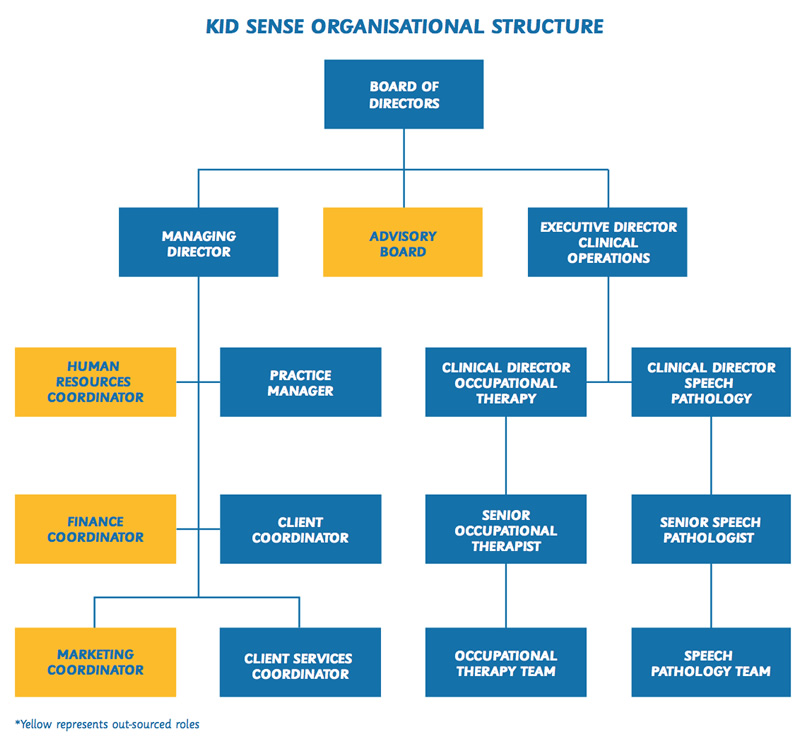 KID SENSE ORGANISATIONAL STRUCTURE
BOARD OF
DIRECTORS
MANAGING
DIRECTOR
ADVISORY
BOARD
EXECUTIVE DIRECTOR
CLINICAL
OPERATIONS
HUMAN
RESOURCES
COORDINATOR
PRACTICE
MANAGER
CLINICAL DIRECTOR
OCCUPATIONAL
THERAPY
CLINICAL DIRECTOR
SPEECH
PATHOLOGY
FINANCE
COORDINATOR
CLIENT
COORDINATOR
SENIOR
OCCUPATIONAL
THERAPIST
SENIOR SPEECH
PATHOLOGIST
MARKETING
COORDINATOR
CLIENT SERVICES
COORDINATOR
OCCUPATIONAL
THERAPY TEAM
SPEECH
PATHOLOGY TEAM
*Yellow represents out-sourced roles